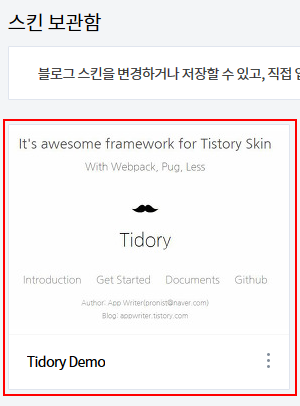 스킨 보관함
블로그 스킨을 변경하거나 저장할 수 있고, 직접
It's awesome framework for Tistory Skin
With Webpack, Pug, Less
Tidory
Introduction Get Started Documents Github
Author: App Writer(pronist@naver.com)
Blog: appwriter.tistory.com
Tidory Demo